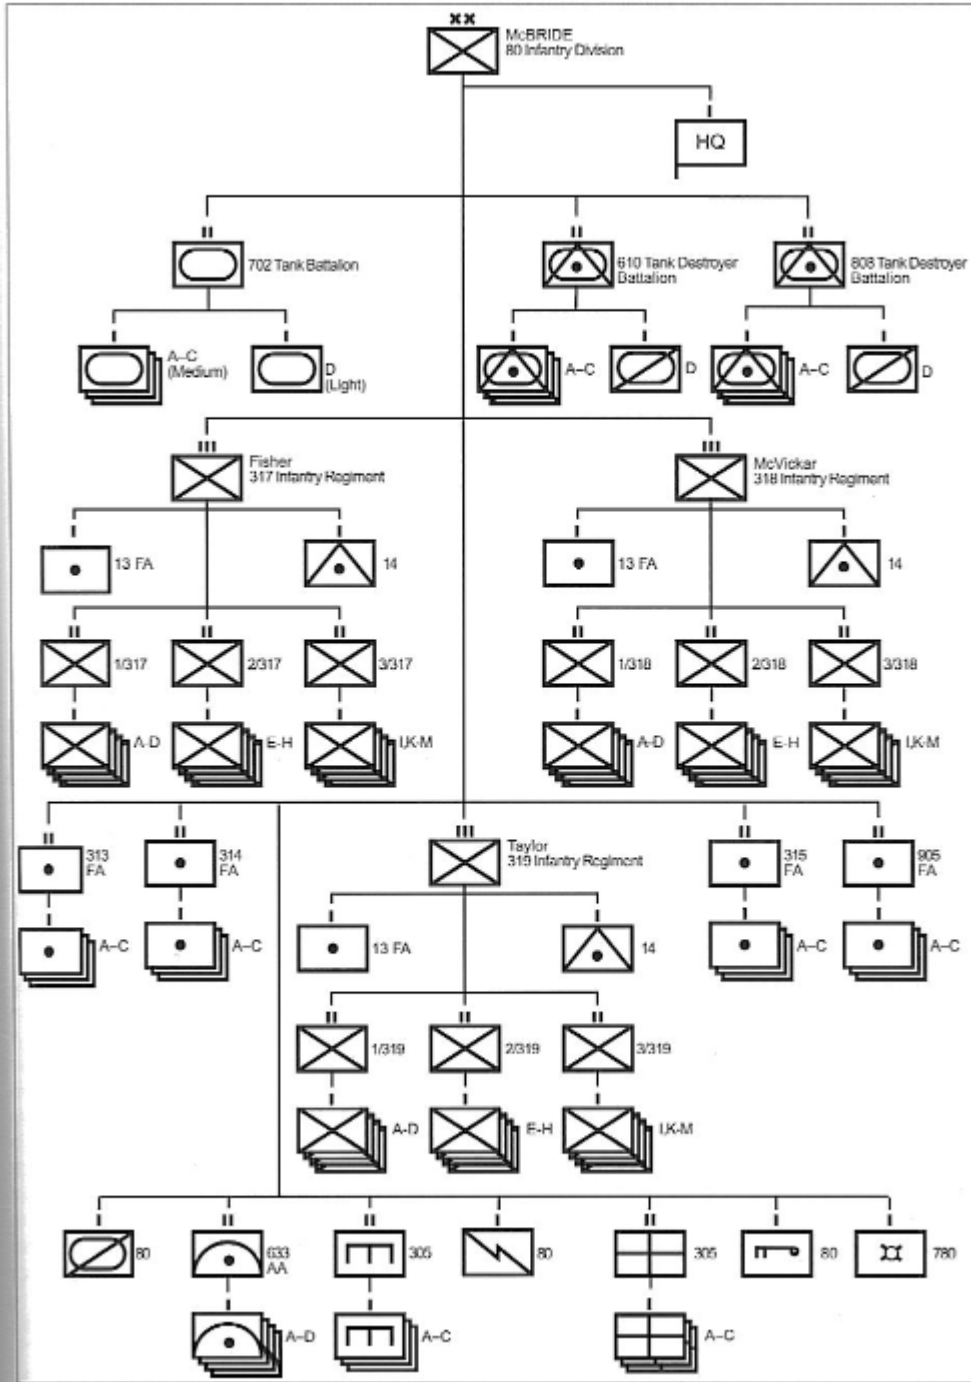 McBRIDE
80 Infantry Division
HQ
702 Tank Battalion
610 Tank Destroyer
Battalion
808 Tank Destroyer
Battalion
A–C
(Medium)
D
(Light)
A–C
D
A–C
D
Fisher
317 Infantry Regiment
McVickar
318 Infantry Regiment
13 FA
14
13 FA
14
1/317
2/317
3/317
1/318
2/318
3/318
A-D
E-H
I,K-M
A-D
E-H
I,K-M
313
FA
314
FA
Taylor
319 Infantry Regiment
315
FA
905
FA
A–C
A–C
13 FA
14
A–C
A–C
1/319
2/319
3/319
A-D
E-H
I,K-M
80
633
AA
305
80
305
80
780
A–D
A–C
A–C